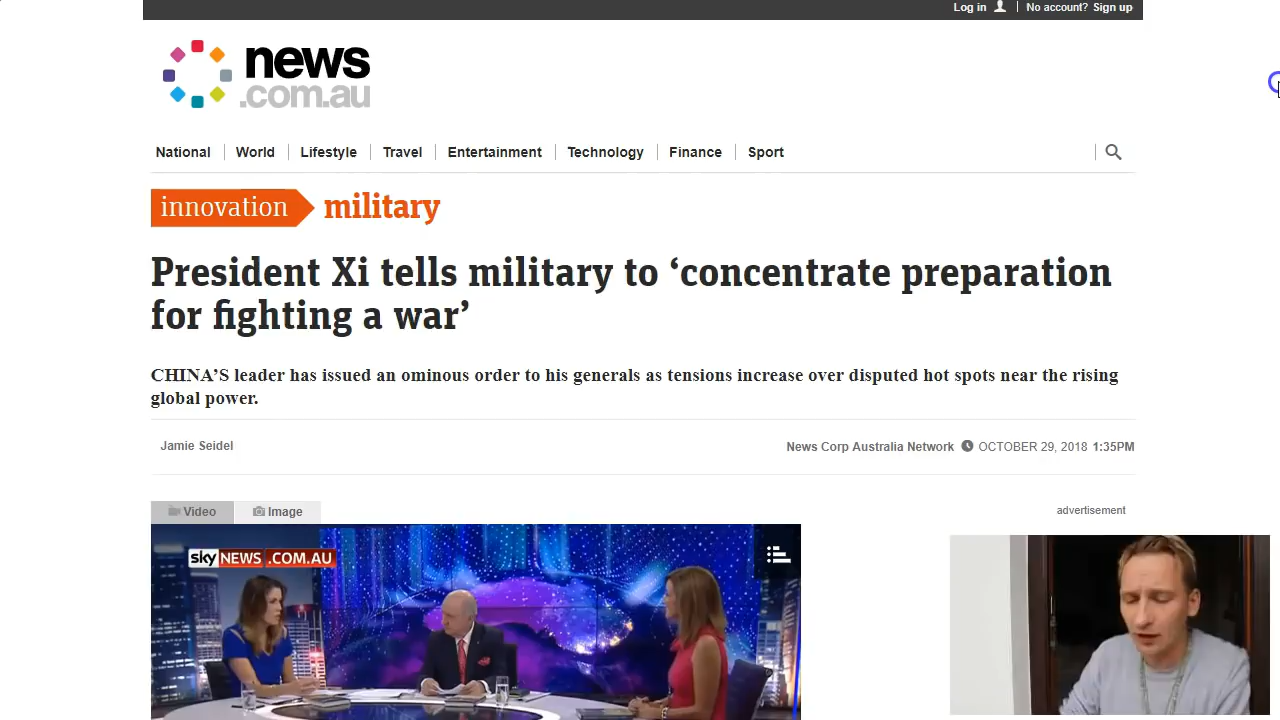 Log in No account? Sign up
news
.com.au
National World Lifestyle Travel Entertainment Technology Finance Sport
innovation military
President Xi tells military to ‘concentrate preparation
for fighting a war’
CHINA’S leader has issued an ominous order to his generals as tensions increase over disputed hot spots near the rising
global power.
Jamie Seidel News Corp Australia Network OCTOBER 29, 2018 1:35PM
Video Image advertisement
sky NEWS .COM.AU